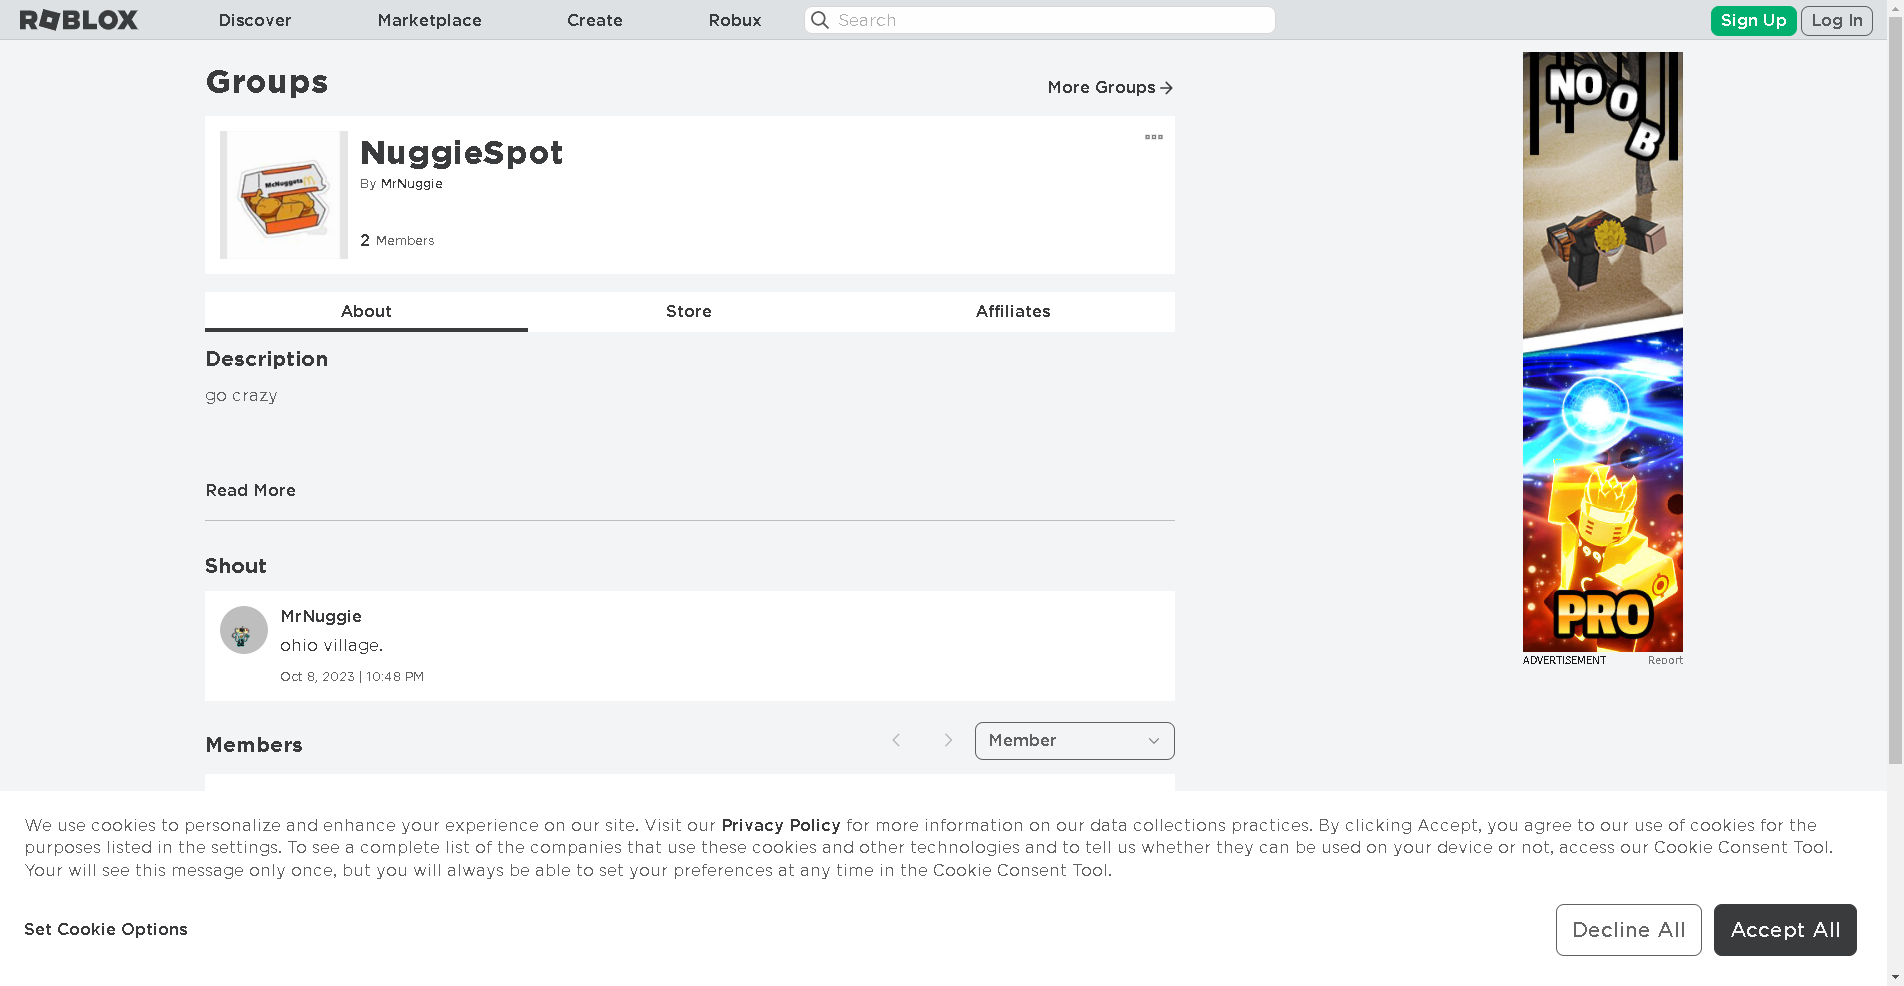 ROBLOX
Discover
Marketplace
Create
Robux
Search
Sign Up
Log In
Groups
More Groups
McNuggets
NuggieSpot
By MrNuggie
2 Members
About
Store
Affiliates
Description
go crazy
Read More
Shout
MrNuggie
ohio village.
Oct 8, 2023 | 10:48 PM
Members
Member
NOOB
PRO
ADVERTISEMENT
Report
We use cookies to personalize and enhance your experience on our site. Visit our Privacy Policy for more information on our data collections practices. By clicking Accept, you agree to our use of cookies for the
purposes listed in the settings. To see a complete list of the companies that use these cookies and other technologies and to tell us whether they can be used on your device or not, access our Cookie Consent Tool.
Your will see this message only once, but you will always be able to set your preferences at any time in the Cookie Consent Tool.
Set Cookie Options
Decline All
Accept All